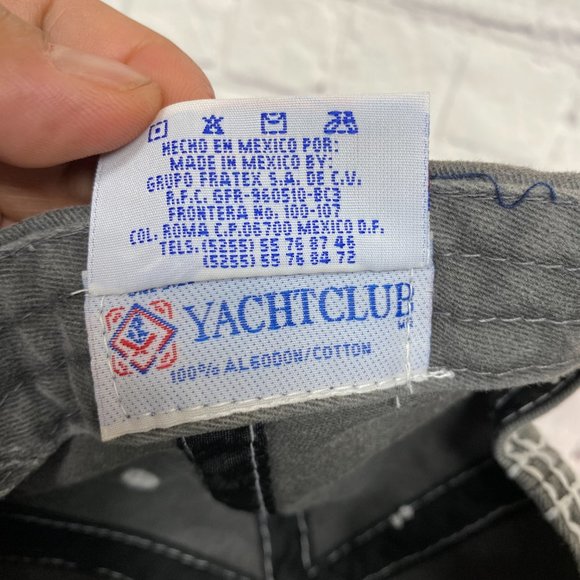 HECHO EN MEXICO POR:
MADE IN MEXICO BY:
GRUPO FRATEX S.A. DE C.V.
R.F.C. GFR 960510-BC3
FRONTERA No. 100-107
COL. ROMA C.P. 06700 MEXICO D.F.
TELS: (5255) 55 76 87 46
(5255) 55 76 84 72
YACHTCLUB
100% ALGODON/COTTON